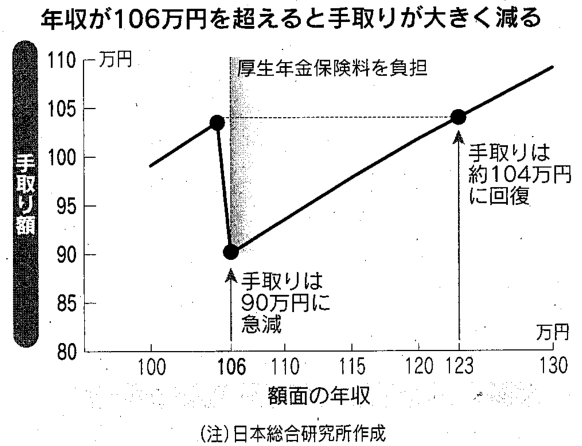 年収が106万円を超えると手取りが大きく減る
110
万円
厚生年金保険料を負担
105
100
95
90
85
80
手取り額
手取りは
約104万円
に回復
手取りは
90万円に
急減
万円
100
106
110
115
120
123
130
額面の年収
(注)日本総合研究所作成